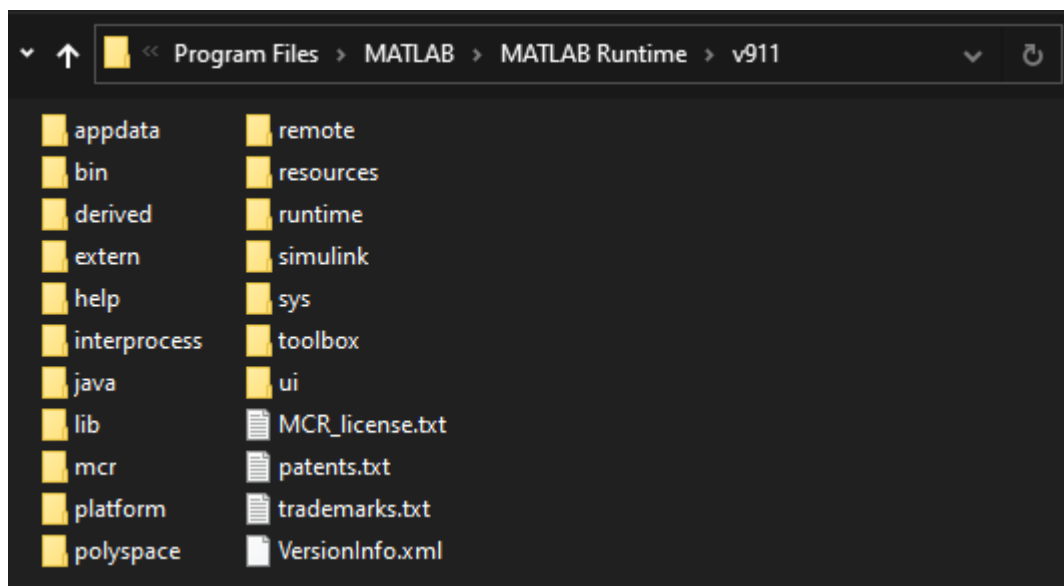 « Program Files > MATLAB > MATLAB Runtime > v911
appdata
bin
derived
extern
help
interprocess
java
lib
mcr
platform
polyspace
remote
resources
runtime
simulink
sys
toolbox
ui
MCR_license.txt
patents.txt
trademarks.txt
VersionInfo.xml